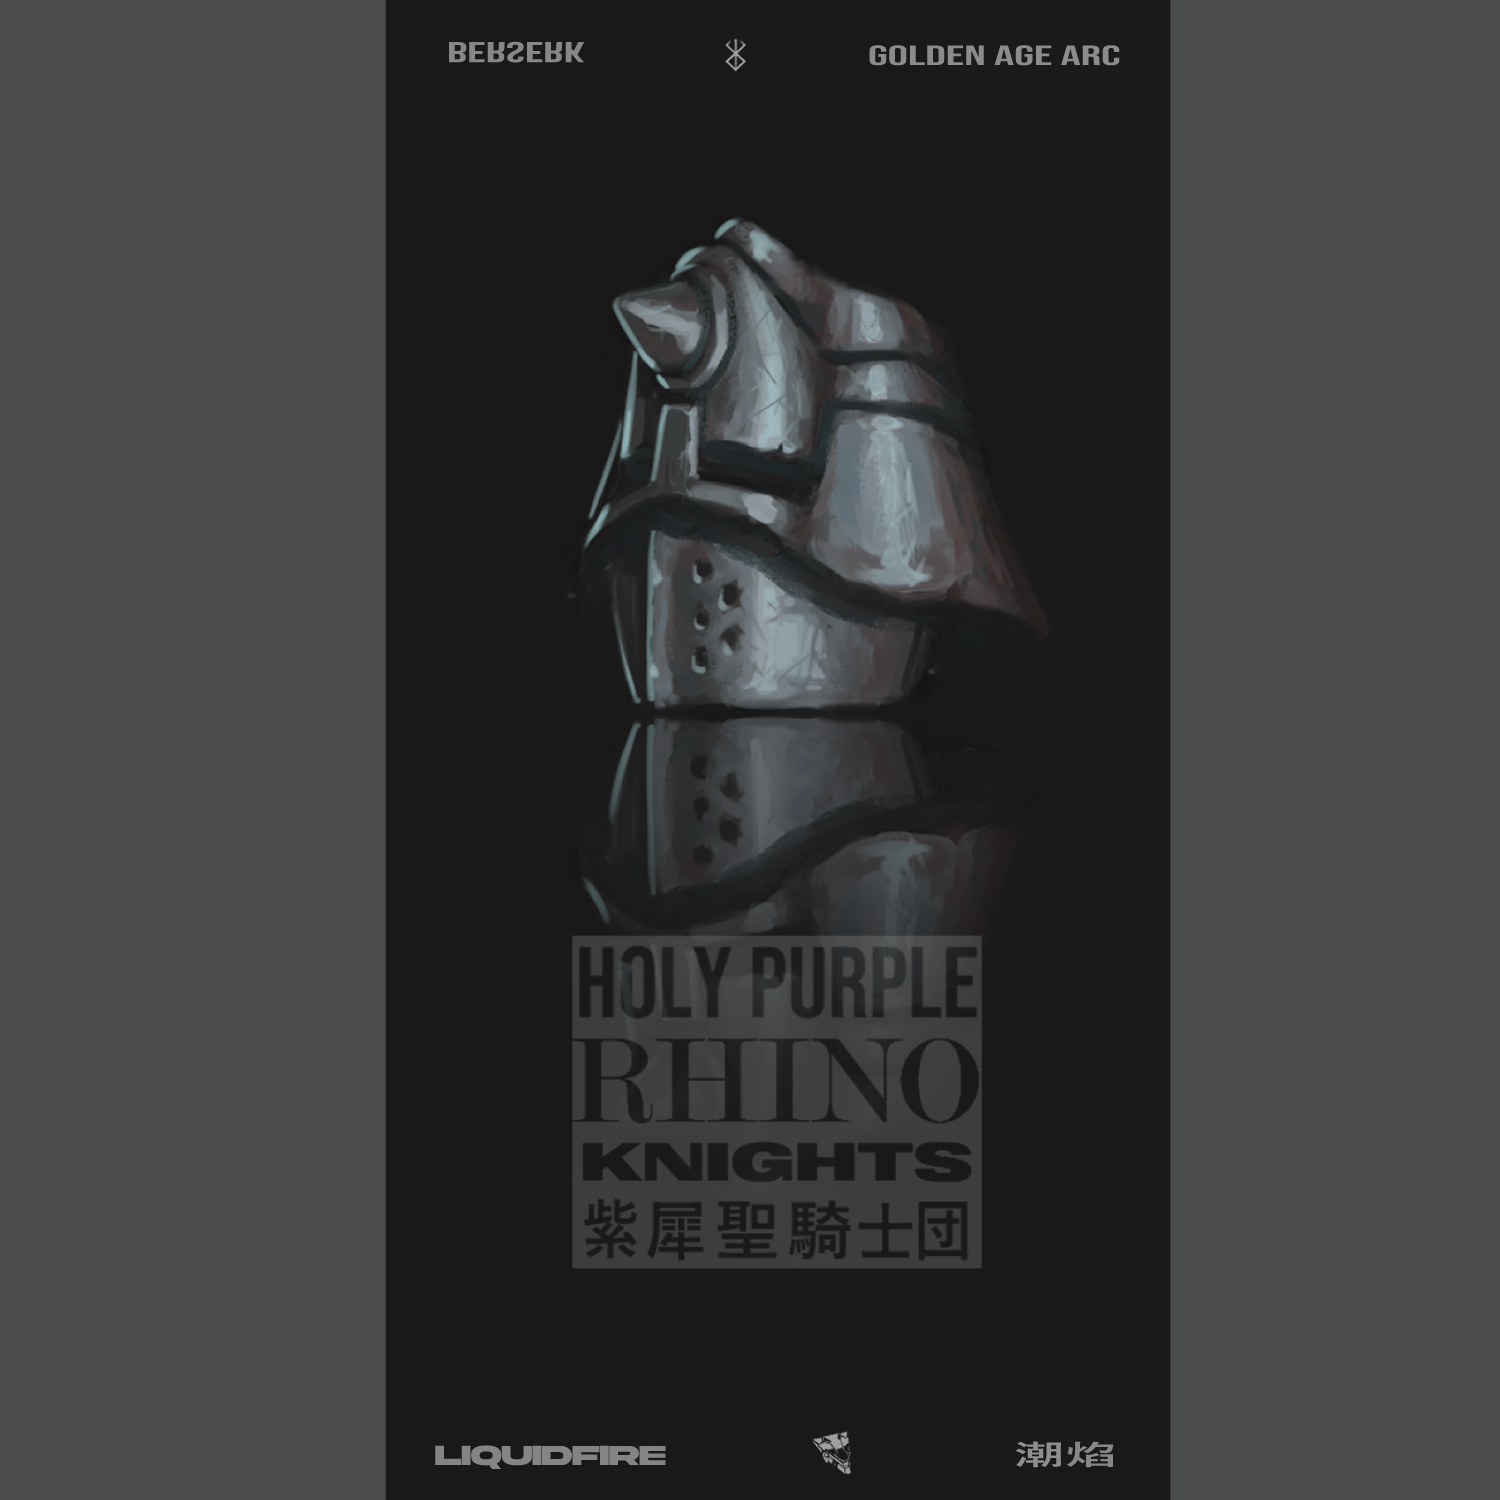 BERSERK
GOLDEN AGE ARC
HOLY PURPLE
RHINO
KNIGHTS
紫犀聖騎士団
LIQUIDFIRE
潮焰